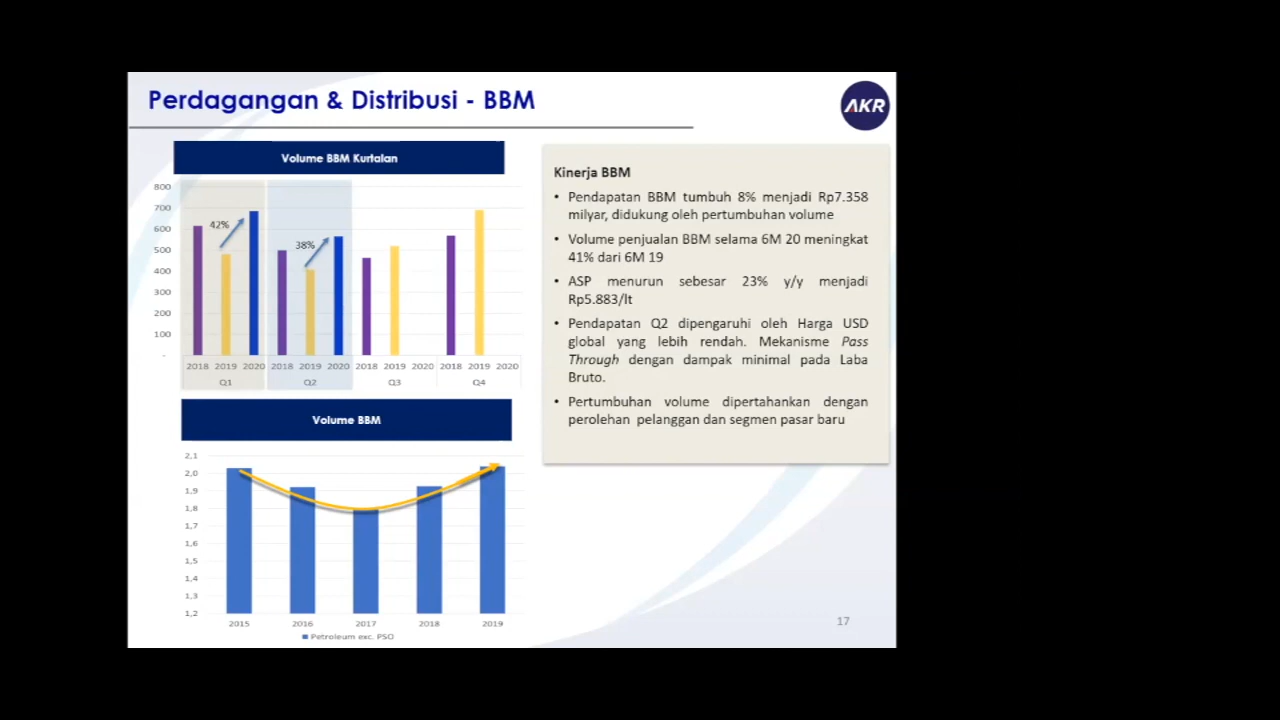 Perdagangan & Distribusi - BBM
AKR
Volume BBM Kurtalan
800
700
600
500
400
300
200
100
-
42%
38%
2018 2019 2020 2018 2019 2020 2018 2019 2020 2018 2019 2020
Q1 Q2 Q3 Q4
Volume BBM
2,1
2,0
1,9
1,8
1,7
1,6
1,5
1,4
1,3
1,2
2015 2016 2017 2018 2019
Petroleum exc. PSO
Kinerja BBM
• Pendapatan BBM tumbuh 8% menjadi Rp7.358
milyar, didukung oleh pertumbuhan volume
• Volume penjualan BBM selama 6M 20 meningkat
41% dari 6M 19
• ASP menurun sebesar 23% y/y menjadi
Rp5.883/lt
• Pendapatan Q2 dipengaruhi oleh Harga USD
global yang lebih rendah. Mekanisme Pass
Through dengan dampak minimal pada Laba
Bruto.
• Pertumbuhan volume dipertahankan dengan
perolehan pelanggan dan segmen pasar baru
17